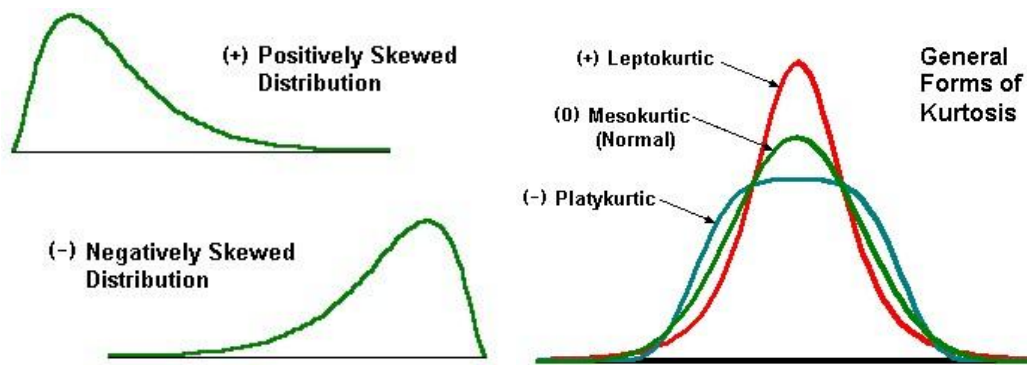 (+) Positively Skewed
Distribution
(-) Negatively Skewed
Distribution
General
Forms of
Kurtosis
(+) Leptokurtic
(0) Mesokurtic
(Normal)
(-) Platykurtic